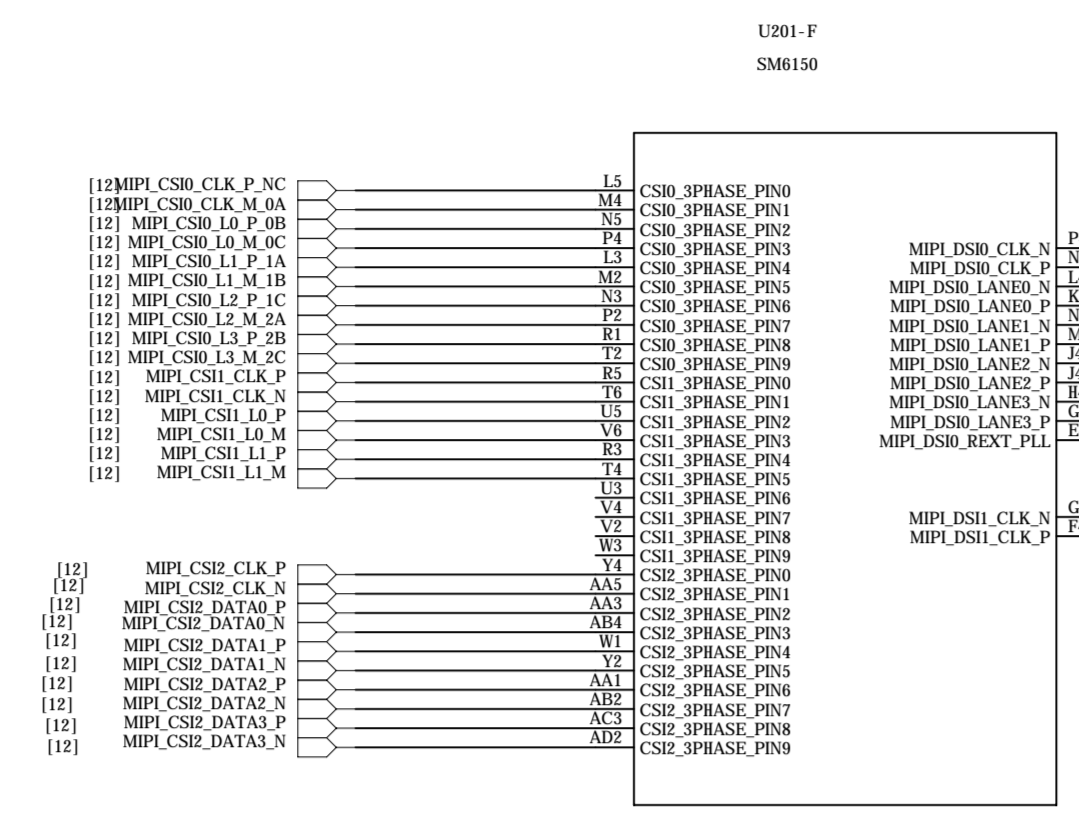 U201-F
SM6150
[12] MIPI_CSI0_CLK_P_NC L5 CSI0_3PHASE_PIN0
[12] MIPI_CSI0_CLK_M_0A M4 CSI0_3PHASE_PIN1
[12] MIPI_CSI0_L0_P_0B N5 CSI0_3PHASE_PIN2
[12] MIPI_CSI0_L0_M_0C P4 CSI0_3PHASE_PIN3 MIPI_DSI0_CLK_N
[12] MIPI_CSI0_L1_P_1A L3 CSI0_3PHASE_PIN4 MIPI_DSI0_CLK_P
[12] MIPI_CSI0_L1_M_1B M2 CSI0_3PHASE_PIN5 MIPI_DSI0_LANE0_N
[12] MIPI_CSI0_L2_P_1C N3 CSI0_3PHASE_PIN6 MIPI_DSI0_LANE0_P
[12] MIPI_CSI0_L2_M_2A P2 CSI0_3PHASE_PIN7 MIPI_DSI0_LANE1_N
[12] MIPI_CSI0_L3_P_2B R1 CSI0_3PHASE_PIN8 MIPI_DSI0_LANE1_P
[12] MIPI_CSI0_L3_M_2C T2 CSI0_3PHASE_PIN9 MIPI_DSI0_LANE2_N
[12] MIPI_CSI1_CLK_P R5 CSI1_3PHASE_PIN0 MIPI_DSI0_LANE2_P
[12] MIPI_CSI1_CLK_N T6 CSI1_3PHASE_PIN1 MIPI_DSI0_LANE3_N
[12] MIPI_CSI1_L0_P U5 CSI1_3PHASE_PIN2 MIPI_DSI0_LANE3_P
[12] MIPI_CSI1_L0_M V6 CSI1_3PHASE_PIN3 MIPI_DSI0_REXT_PLL
[12] MIPI_CSI1_L1_P R3 CSI1_3PHASE_PIN4
[12] MIPI_CSI1_L1_M T4 CSI1_3PHASE_PIN5
U3 CSI1_3PHASE_PIN6
V4 CSI1_3PHASE_PIN7 MIPI_DSI1_CLK_N
V2 CSI1_3PHASE_PIN8 MIPI_DSI1_CLK_P
W3 CSI1_3PHASE_PIN9
[12] MIPI_CSI2_CLK_P Y4 CSI2_3PHASE_PIN0
[12] MIPI_CSI2_CLK_N AA5 CSI2_3PHASE_PIN1
[12] MIPI_CSI2_DATA0_P AA3 CSI2_3PHASE_PIN2
[12] MIPI_CSI2_DATA0_N AB4 CSI2_3PHASE_PIN3
[12] MIPI_CSI2_DATA1_P W1 CSI2_3PHASE_PIN4
[12] MIPI_CSI2_DATA1_N Y2 CSI2_3PHASE_PIN5
[12] MIPI_CSI2_DATA2_P AA1 CSI2_3PHASE_PIN6
[12] MIPI_CSI2_DATA2_N AB2 CSI2_3PHASE_PIN7
[12] MIPI_CSI2_DATA3_P AC3 CSI2_3PHASE_PIN8
[12] MIPI_CSI2_DATA3_N AD2 CSI2_3PHASE_PIN9